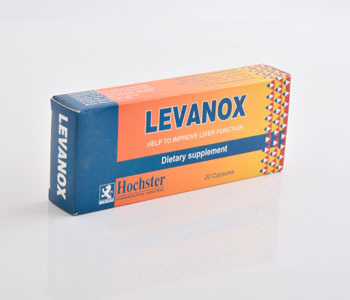 LEVANOX
LEVANOX
HELP TO IMPROVE LIVER FUNCTION
Dietary supplement
Hochster
20 Capsules